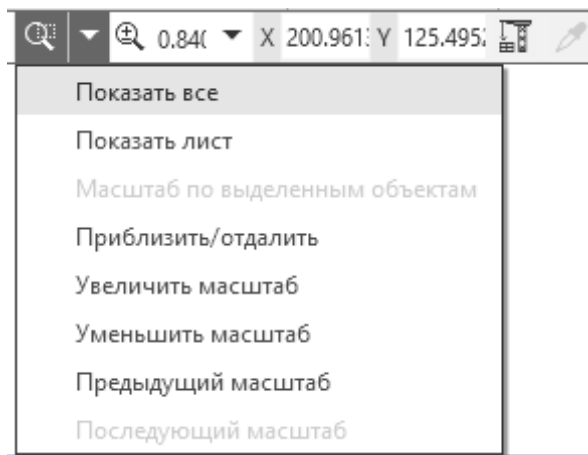 0.84( X 200.961: Y 125.495:
Показать все
Показать лист
Масштаб по выделенным объектам
Приблизить/отдалить
Увеличить масштаб
Уменьшить масштаб
Предыдущий масштаб
Последующий масштаб